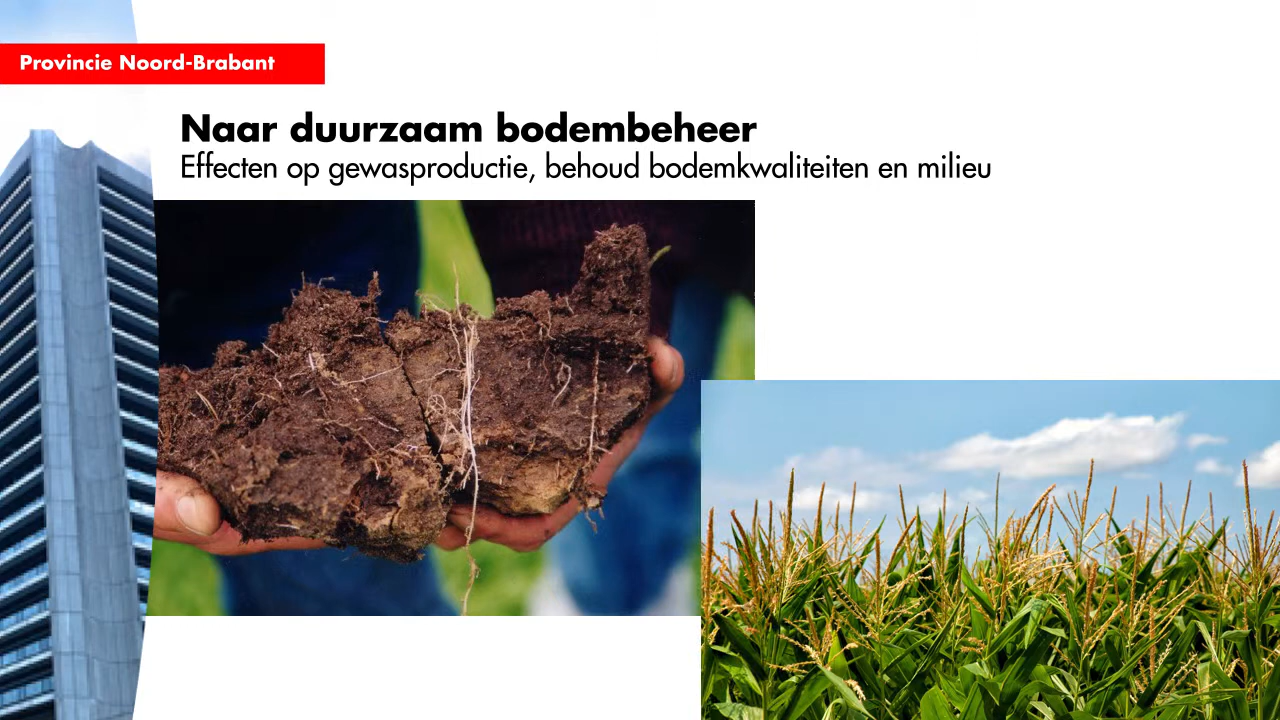 Provincie Noord-Brabant
Naar duurzaam bodembeheer
Effecten op gewasproductie, behoud bodemkwaliteiten en milieu